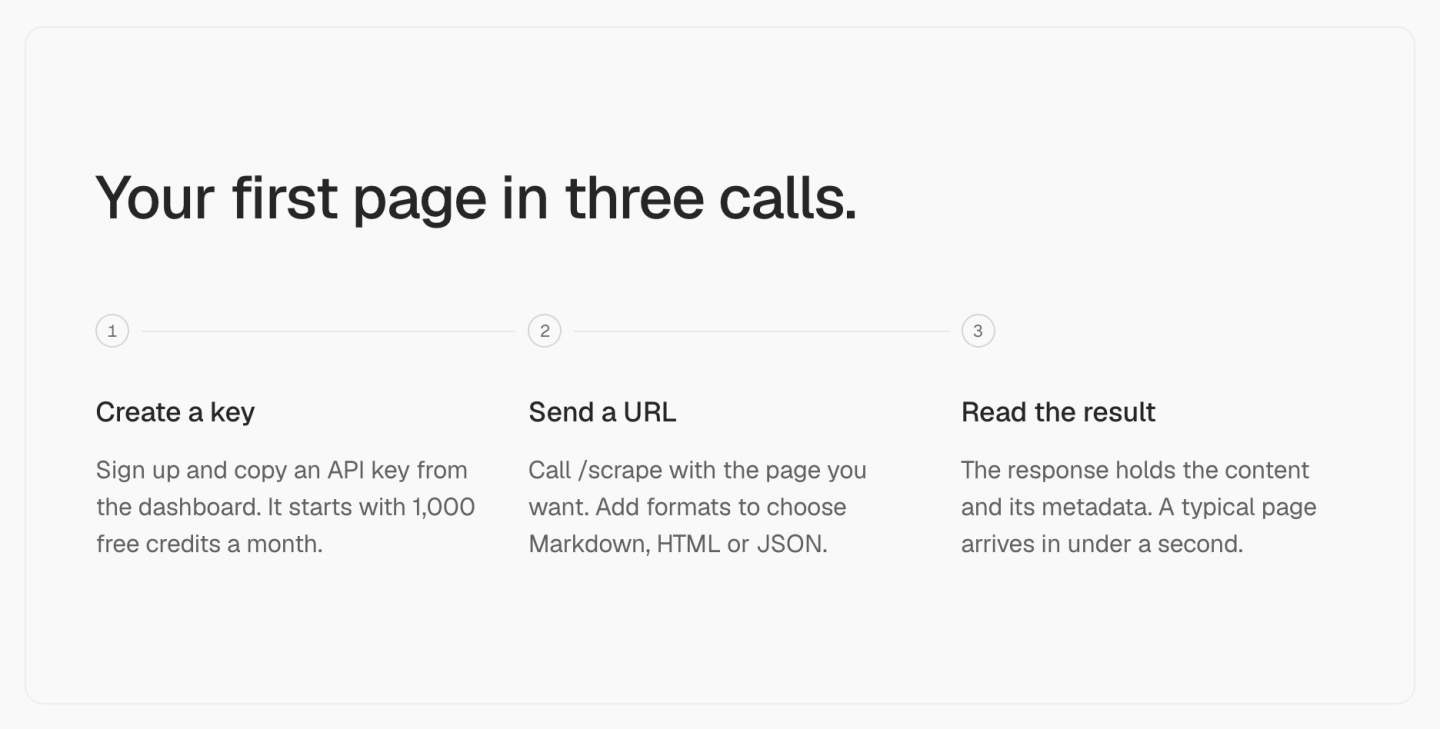 Your first page in three calls.
1
2
3
Create a key
Sign up and copy an API key from
the dashboard. It starts with 1,000
free credits a month.
Send a URL
Call /scrape with the page you
want. Add formats to choose
Markdown, HTML or JSON.
Read the result
The response holds the content
and its metadata. A typical page
arrives in under a second.